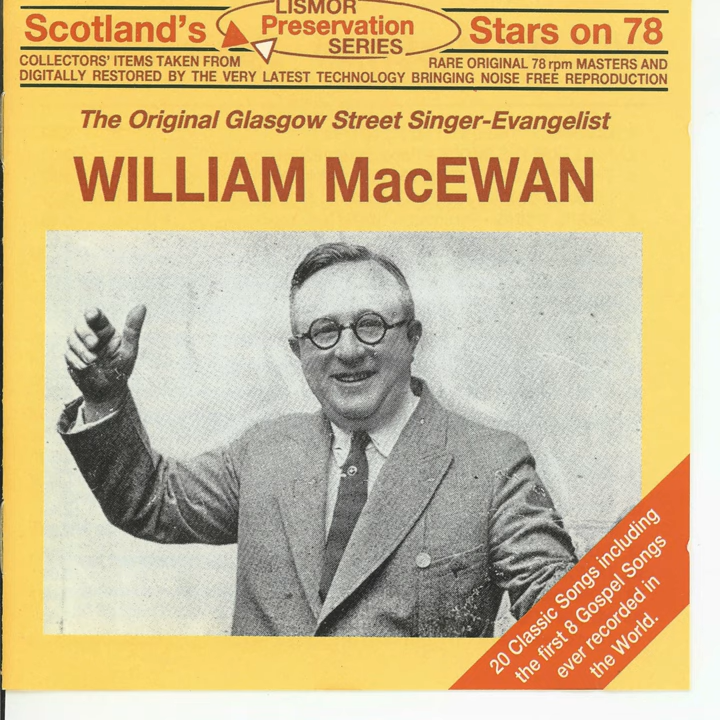 LISMOR
Scotland's Preservation Stars on 78
SERIES
COLLECTORS' ITEMS TAKEN FROM RARE ORIGINAL 78 rpm MASTERS AND
DIGITALLY RESTORED BY THE VERY LATEST TECHNOLOGY BRINGING NOISE FREE REPRODUCTION
The Original Glasgow Street Singer-Evangelist
WILLIAM MacEWAN
20 Classic Songs including
the first 8 Gospel Songs
ever recorded in
the World.